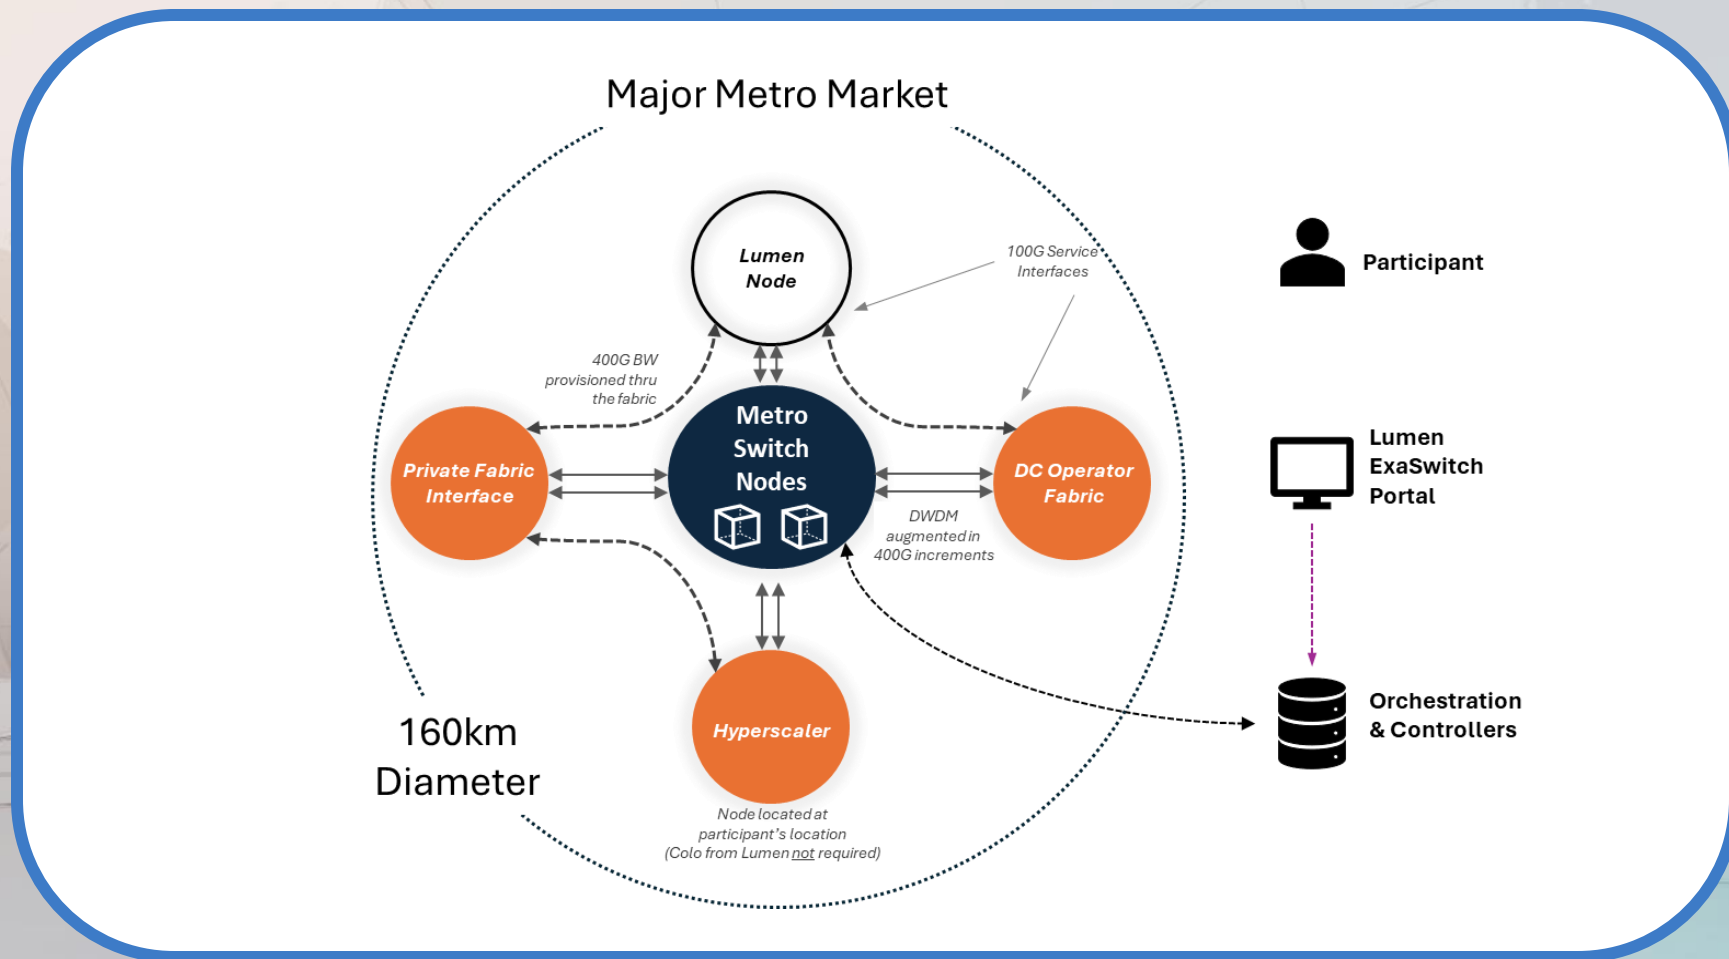 Major Metro Market
Lumen
Node
100G Service
Interfaces
Participant
400G BW
provisioned thru
the fabric
Metro
Switch
Nodes
Private Fabric
Interface
DC Operator
Fabric
Lumen
ExaSwitch
Portal
DWDM
augmented in
400G increments
160km
Diameter
Hyperscaler
Orchestration
& Controllers
Node located at
participant's location
(Colo from Lumen not required)